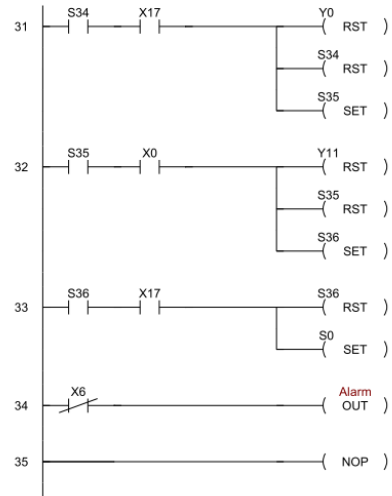 S34 X17 Y0
31 ( RST )
S34
( RST )
S35
( SET )
S35 X0 Y11
32 ( RST )
S35
( RST )
S36
( SET )
S36 X17 S36
33 ( RST )
S0
( SET )
X6 Alarm
34 ( OUT )
35 ( NOP )